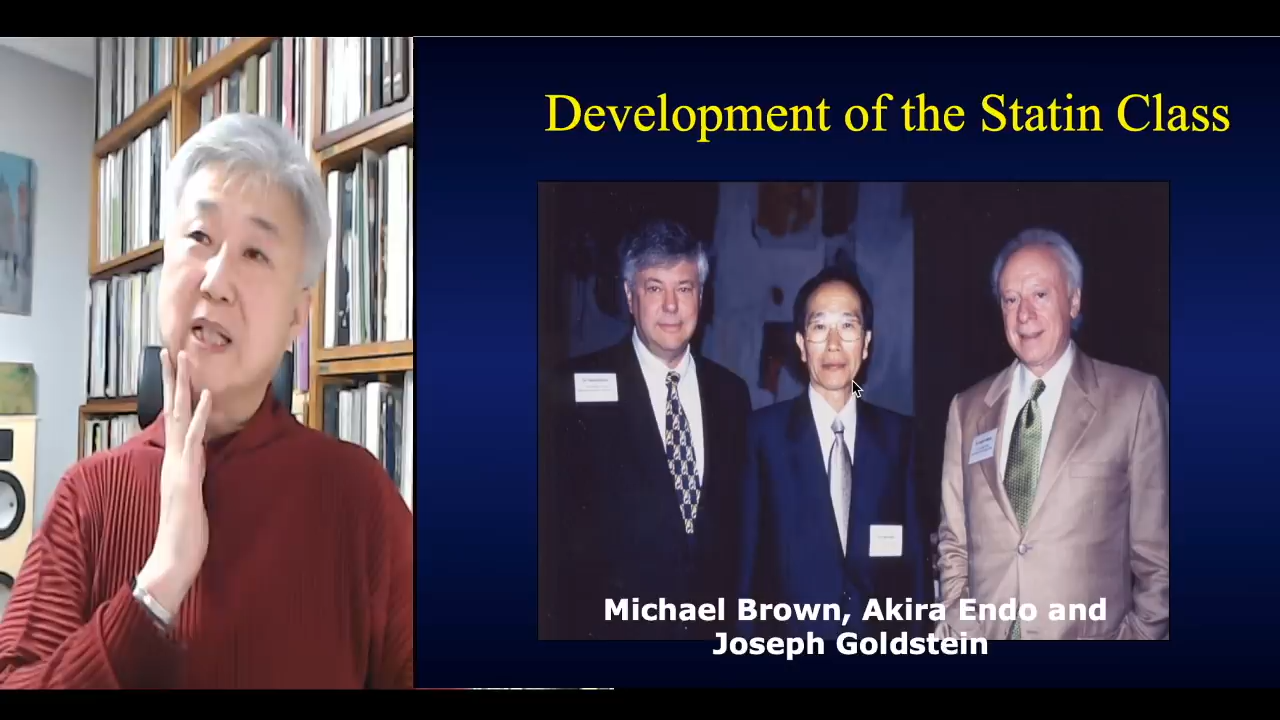 Development of the Statin Class
Michael Brown, Akira Endo and
Joseph Goldstein